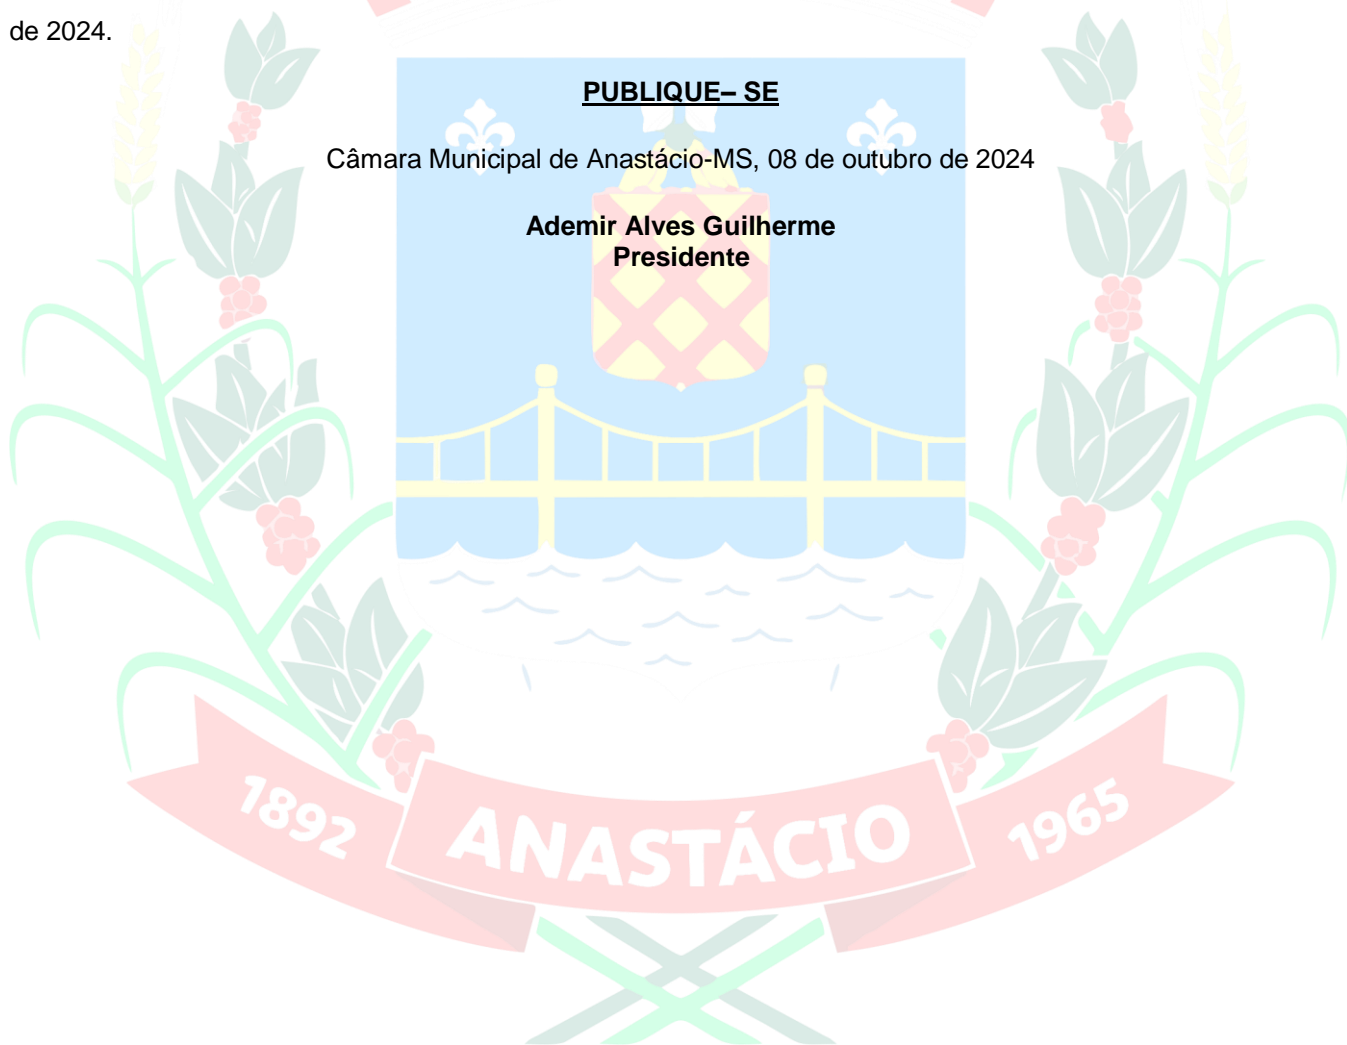 de 2024.
PUBLIQUE– SE
Câmara Municipal de Anastácio-MS, 08 de outubro de 2024
Ademir Alves Guilherme
Presidente
1892
ANASTÁCIO
1965